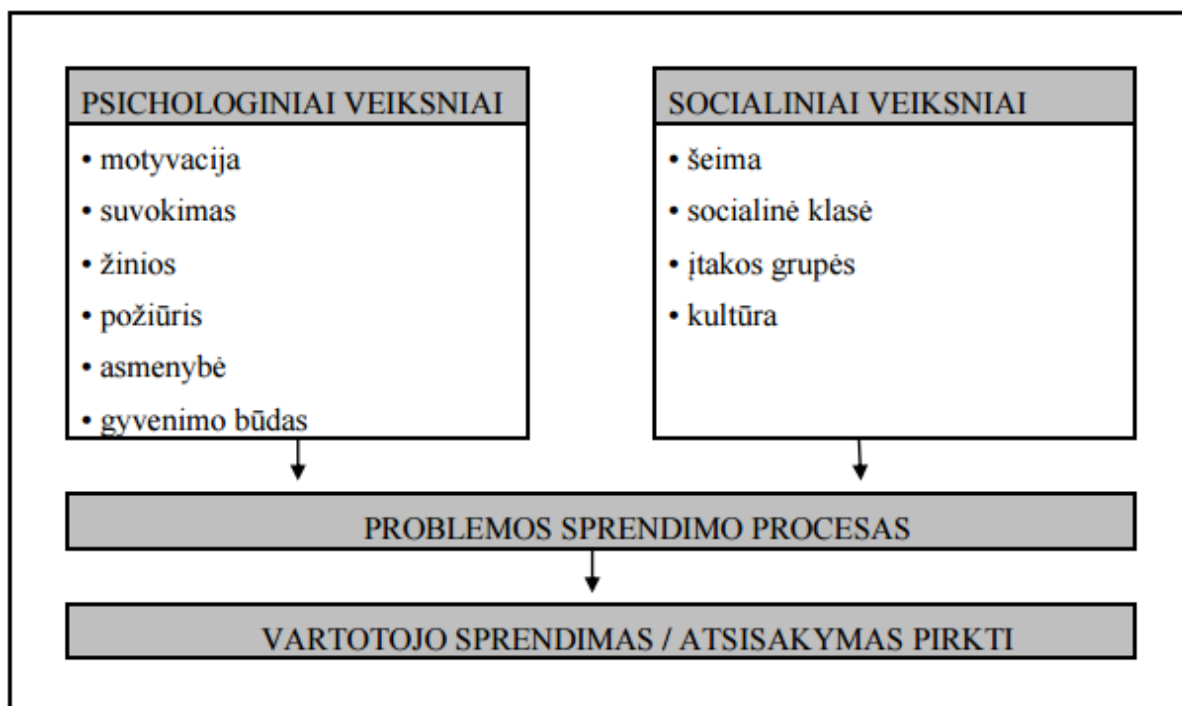 PSICHOLOGINIAI VEIKSNIAI
• motyvacija
• suvokimas
• žinios
• požiūris
• asmenybė
• gyvenimo būdas
SOCIALINIAI VEIKSNIAI
• šeima
• socialinė klasė
• įtakos grupės
• kultūra
PROBLEMOS SPRENDIMO PROCESAS
VARTOTOJO SPRENDIMAS / ATSISAKYMAS PIRKTI